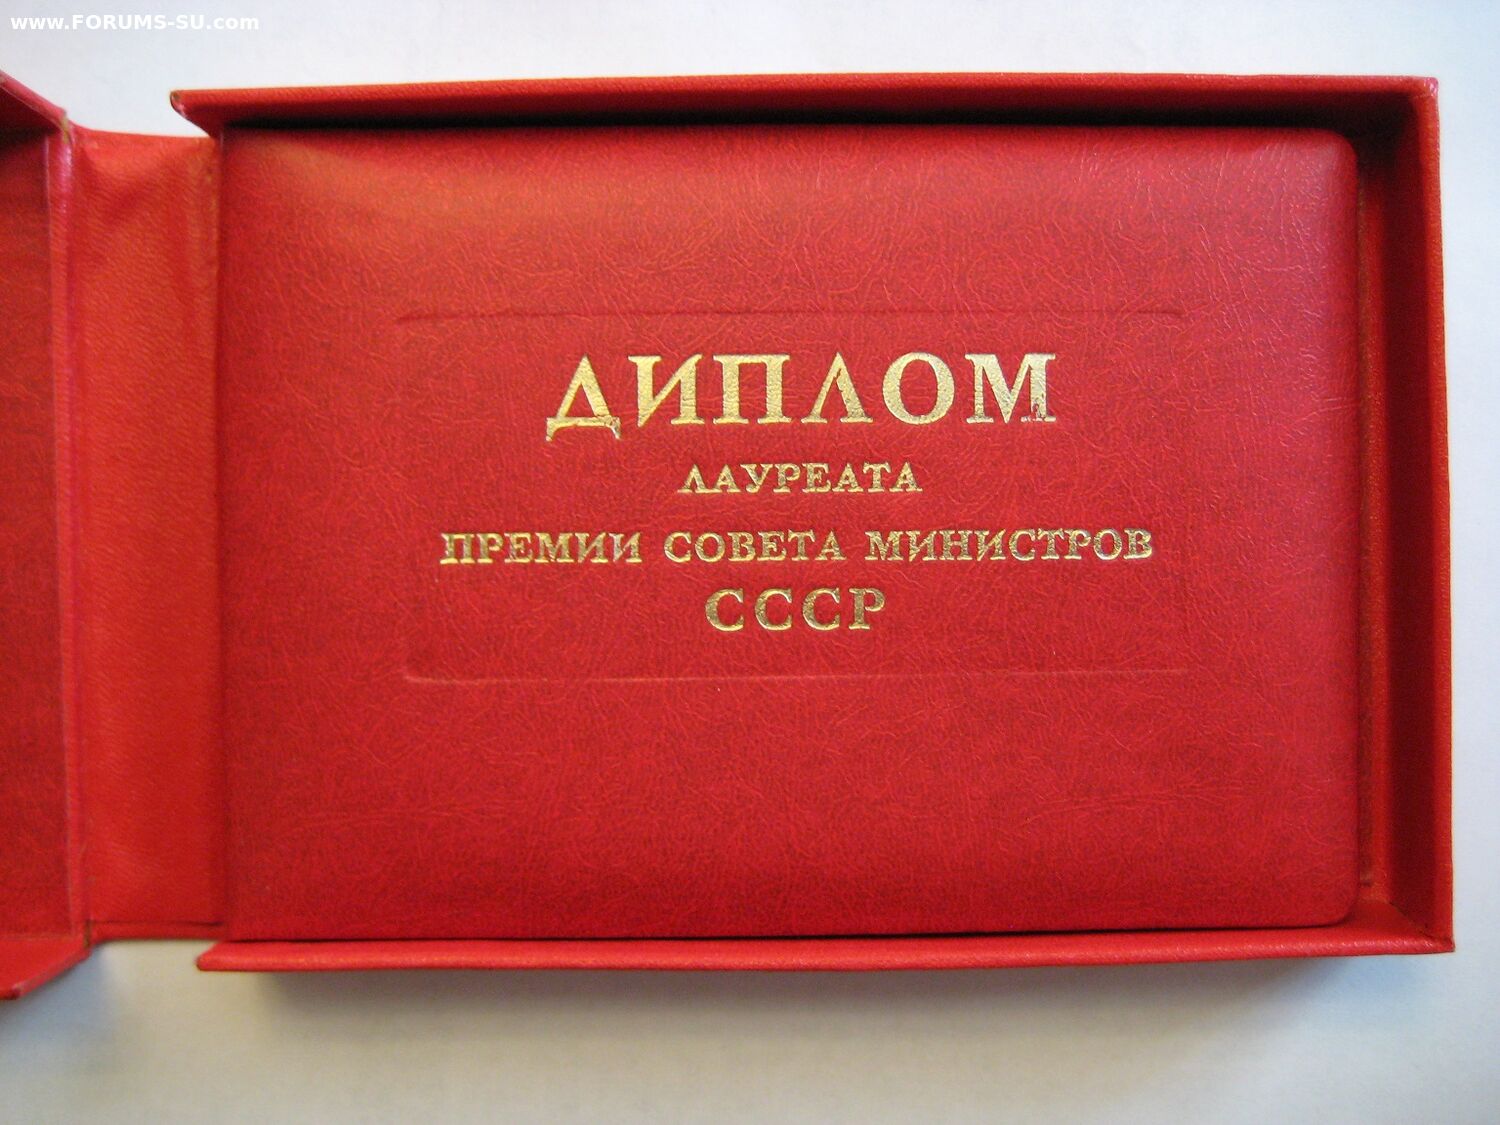 www.FORUMS-SU.com
ДИПЛОМ
ЛАУРЕАТА
ПРЕМИИ СОВЕТА МИНИСТРОВ
СССР